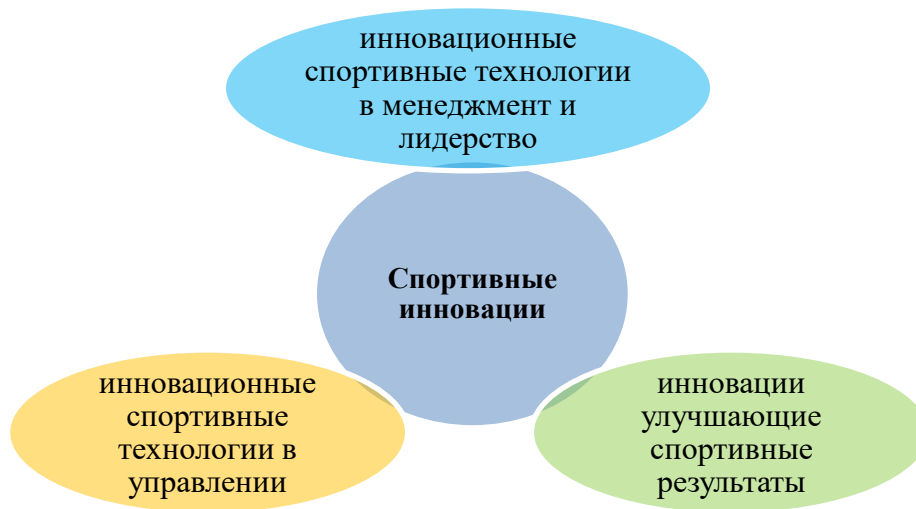 инновационные
спортивные технологии
в менеджмент и
лидерство
Спортивные
инновации
инновационные
спортивные
технологии в
управлении
инновации
улучшающие
спортивные
результаты